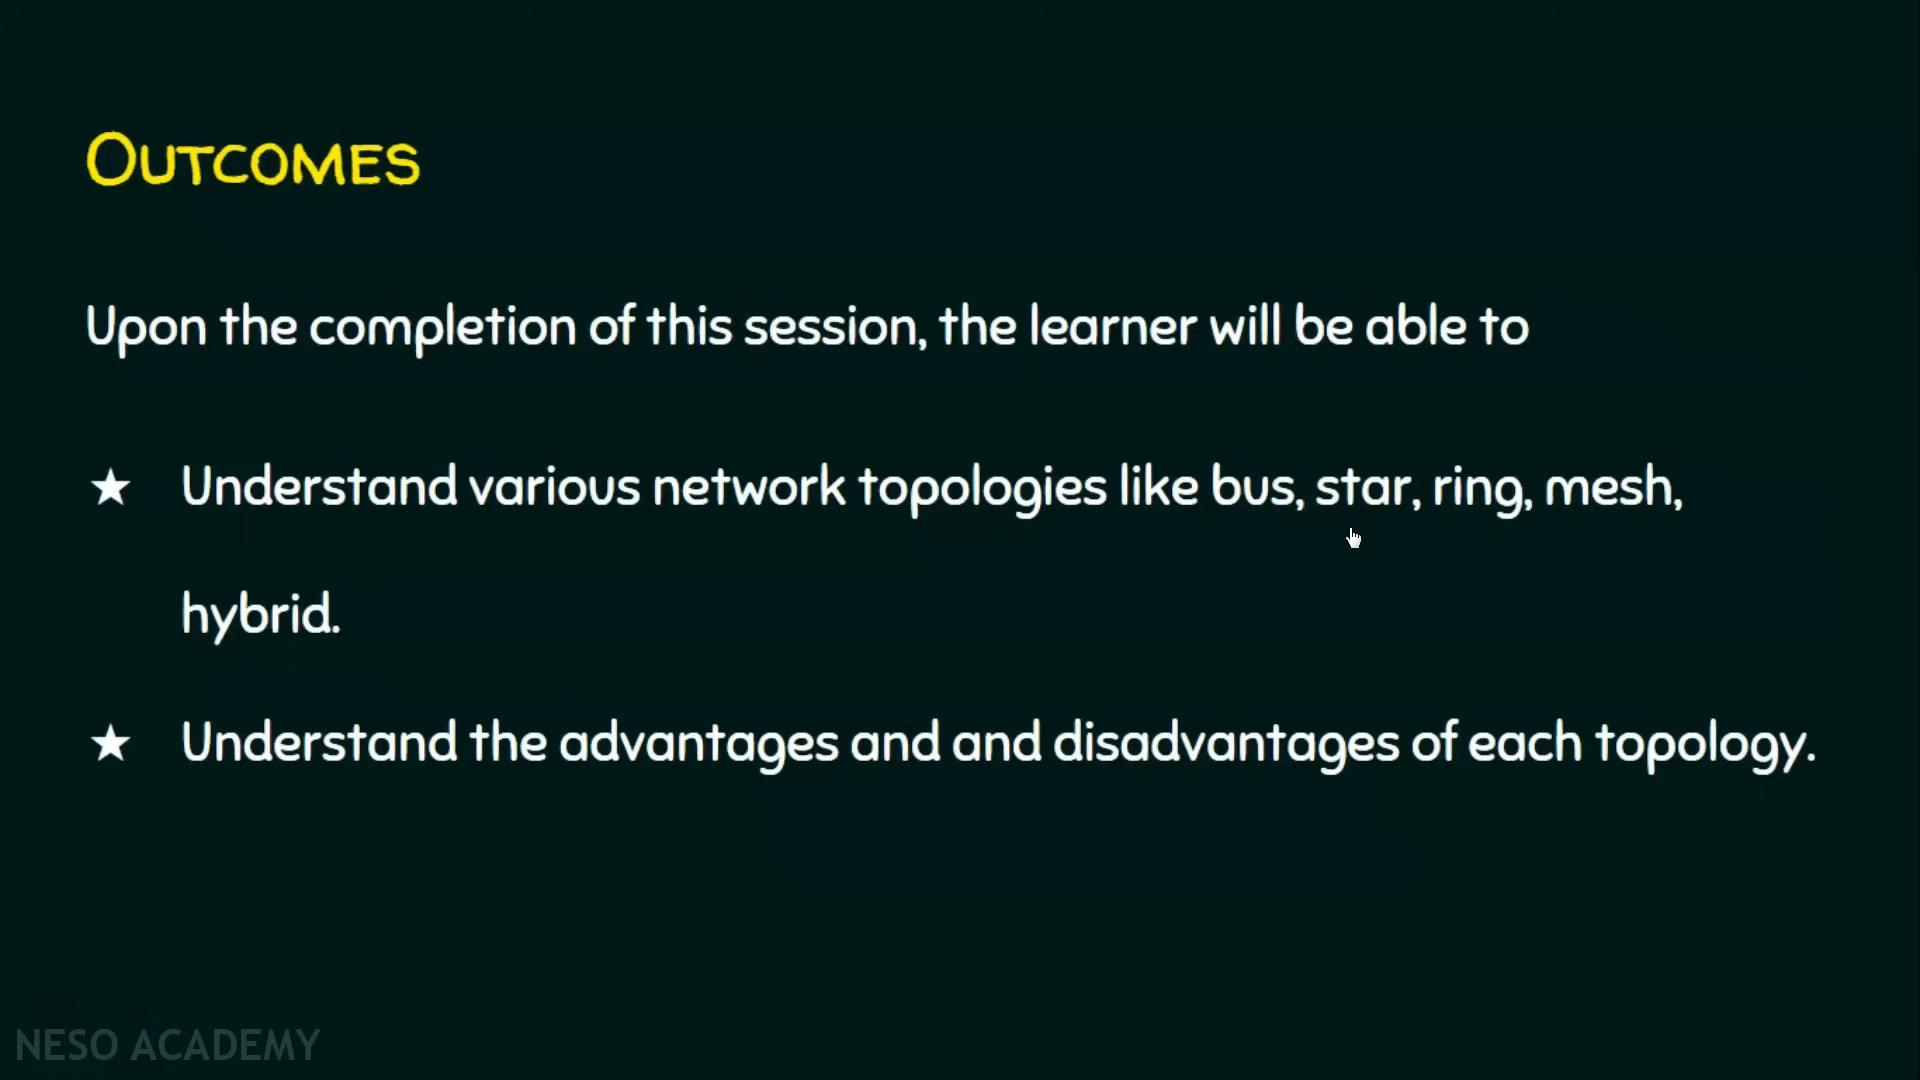 OUTCOMES
Upon the completion of this session, the learner will be able to
★ Understand various network topologies like bus, star, ring, mesh,
hybrid.
★ Understand the advantages and and disadvantages of each topology.
NESO ACADEMY